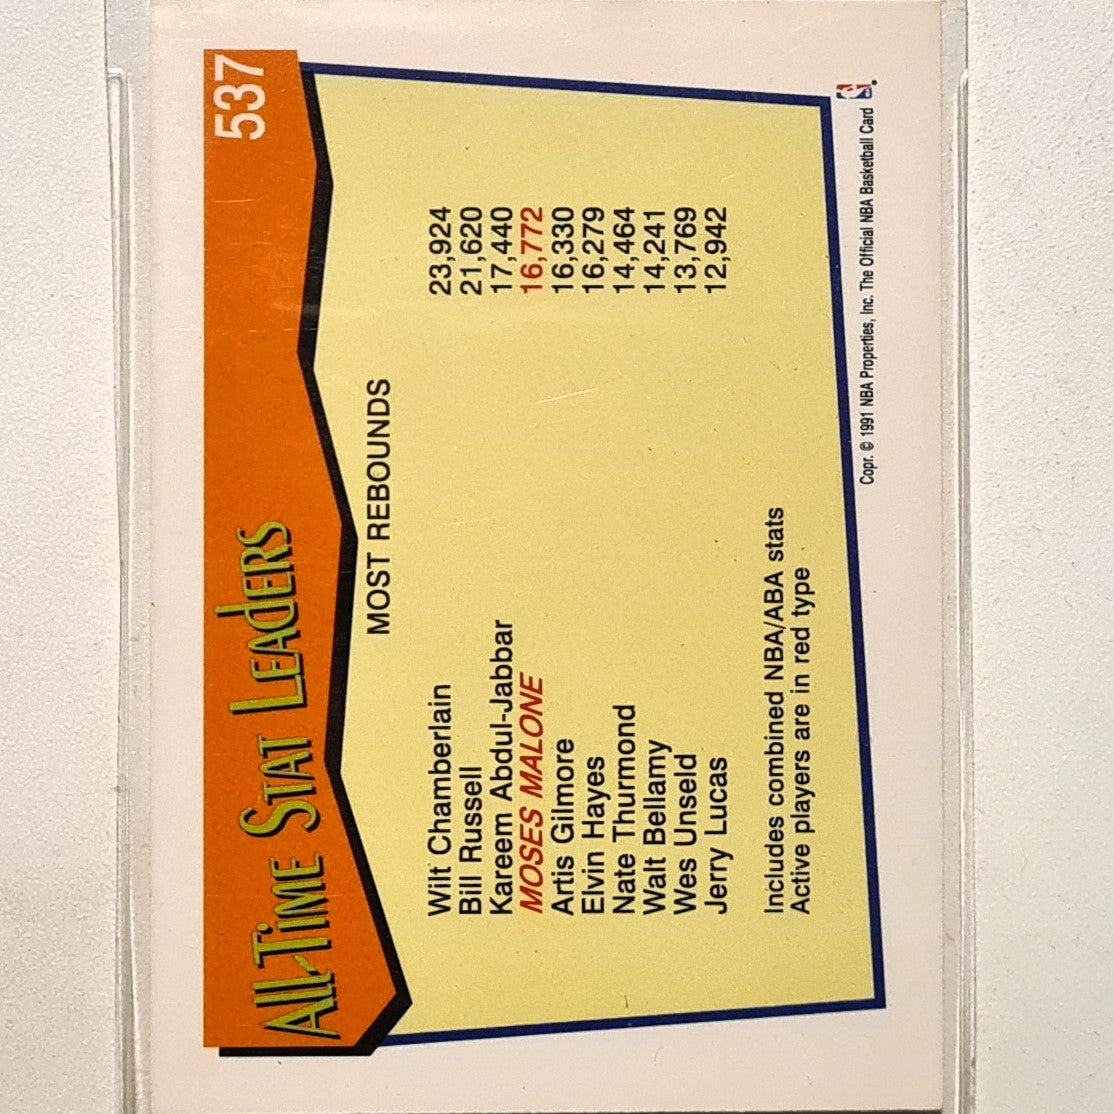 537
All-Time Stat Leaders
MOST REBOUNDS
Wilt Chamberlain 23,924
Bill Russell 21,620
Kareem Abdul-Jabbar 17,440
MOSES MALONE 16,772
Artis Gilmore 16,330
Elvin Hayes 16,279
Nate Thurmond 14,464
Walt Bellamy 14,241
Wes Unseld 13,769
Jerry Lucas 12,942
Includes combined NBA/ABA stats
Active players are in red type
Copr. © 1991 NBA Properties, Inc. The Official NBA Basketball Card